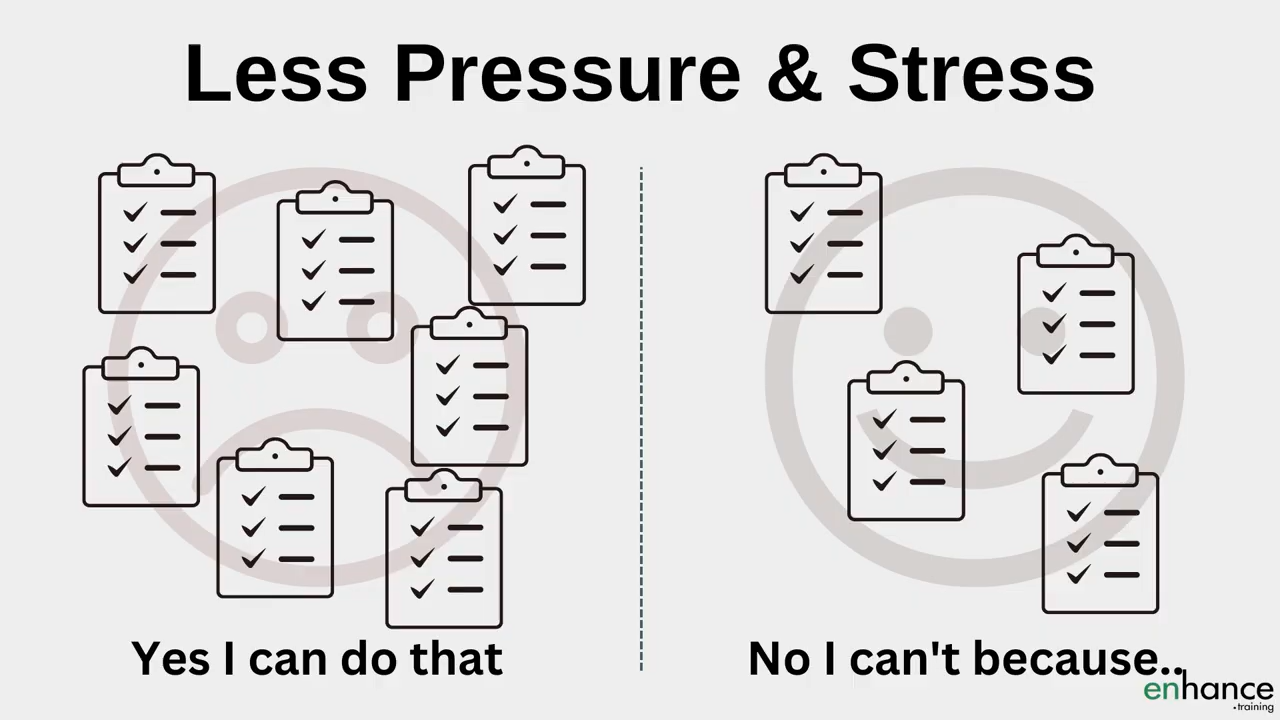 Less Pressure & Stress
Yes I can do that
No I can't because..
enhance
.training